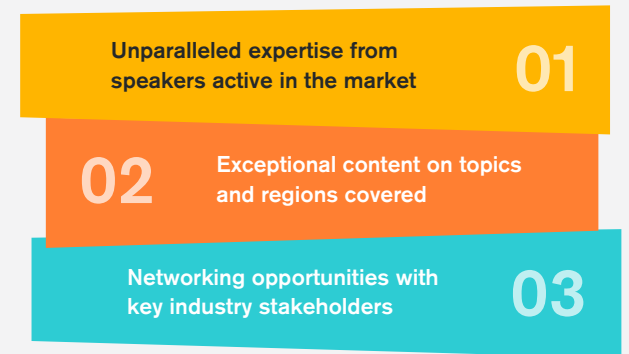 Unparalleled expertise from
speakers active in the market
01
02
Exceptional content on topics
and regions covered
Networking opportunities with
key industry stakeholders
03